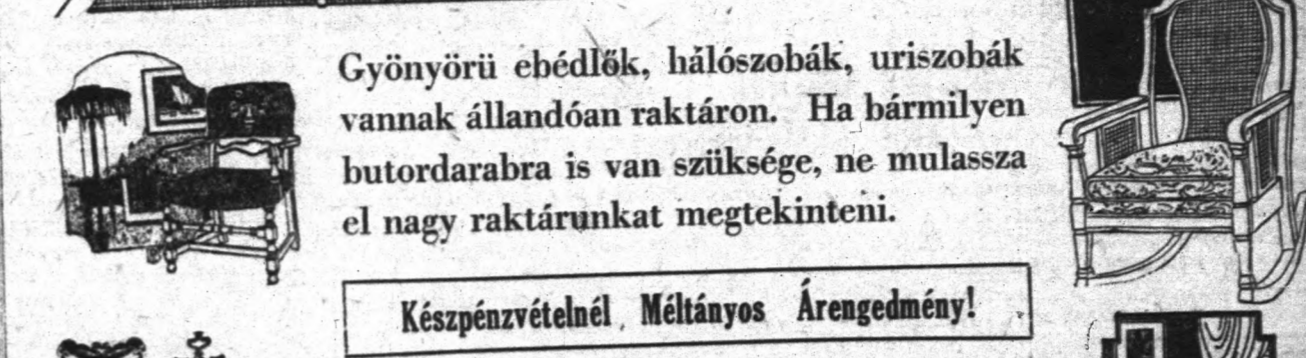 Gyönyörü ebédlők, hálószobák, uriszobák
vannak állandóan raktáron. Ha bármilyen
butordarabra is van szüksége, ne mulassza
el nagy raktárunkat megtekinteni.
Készpénzvételnél Méltányos Árengedmény!